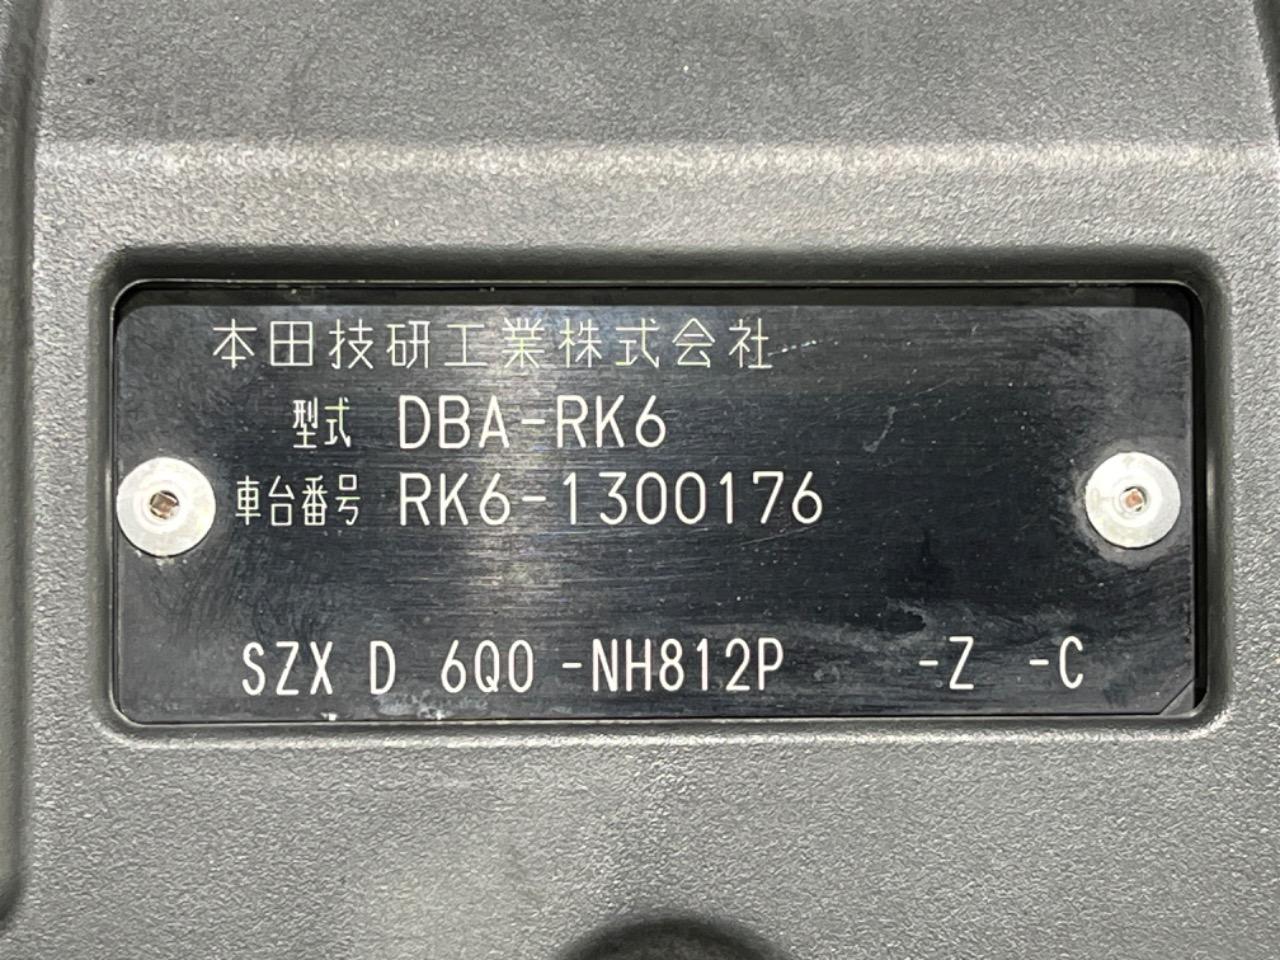 本田技研工業株式会社
型式 DBA-RK6
車台番号 RK6-1300176
SZX D 6Q0 -NH812P -Z -C